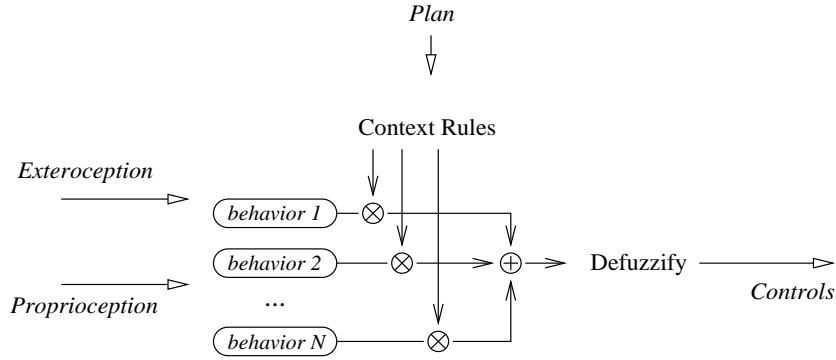 Plan
Context Rules
Exteroception
behavior 1
behavior 2
Defuzzify
Proprioception
...
Controls
behavior N